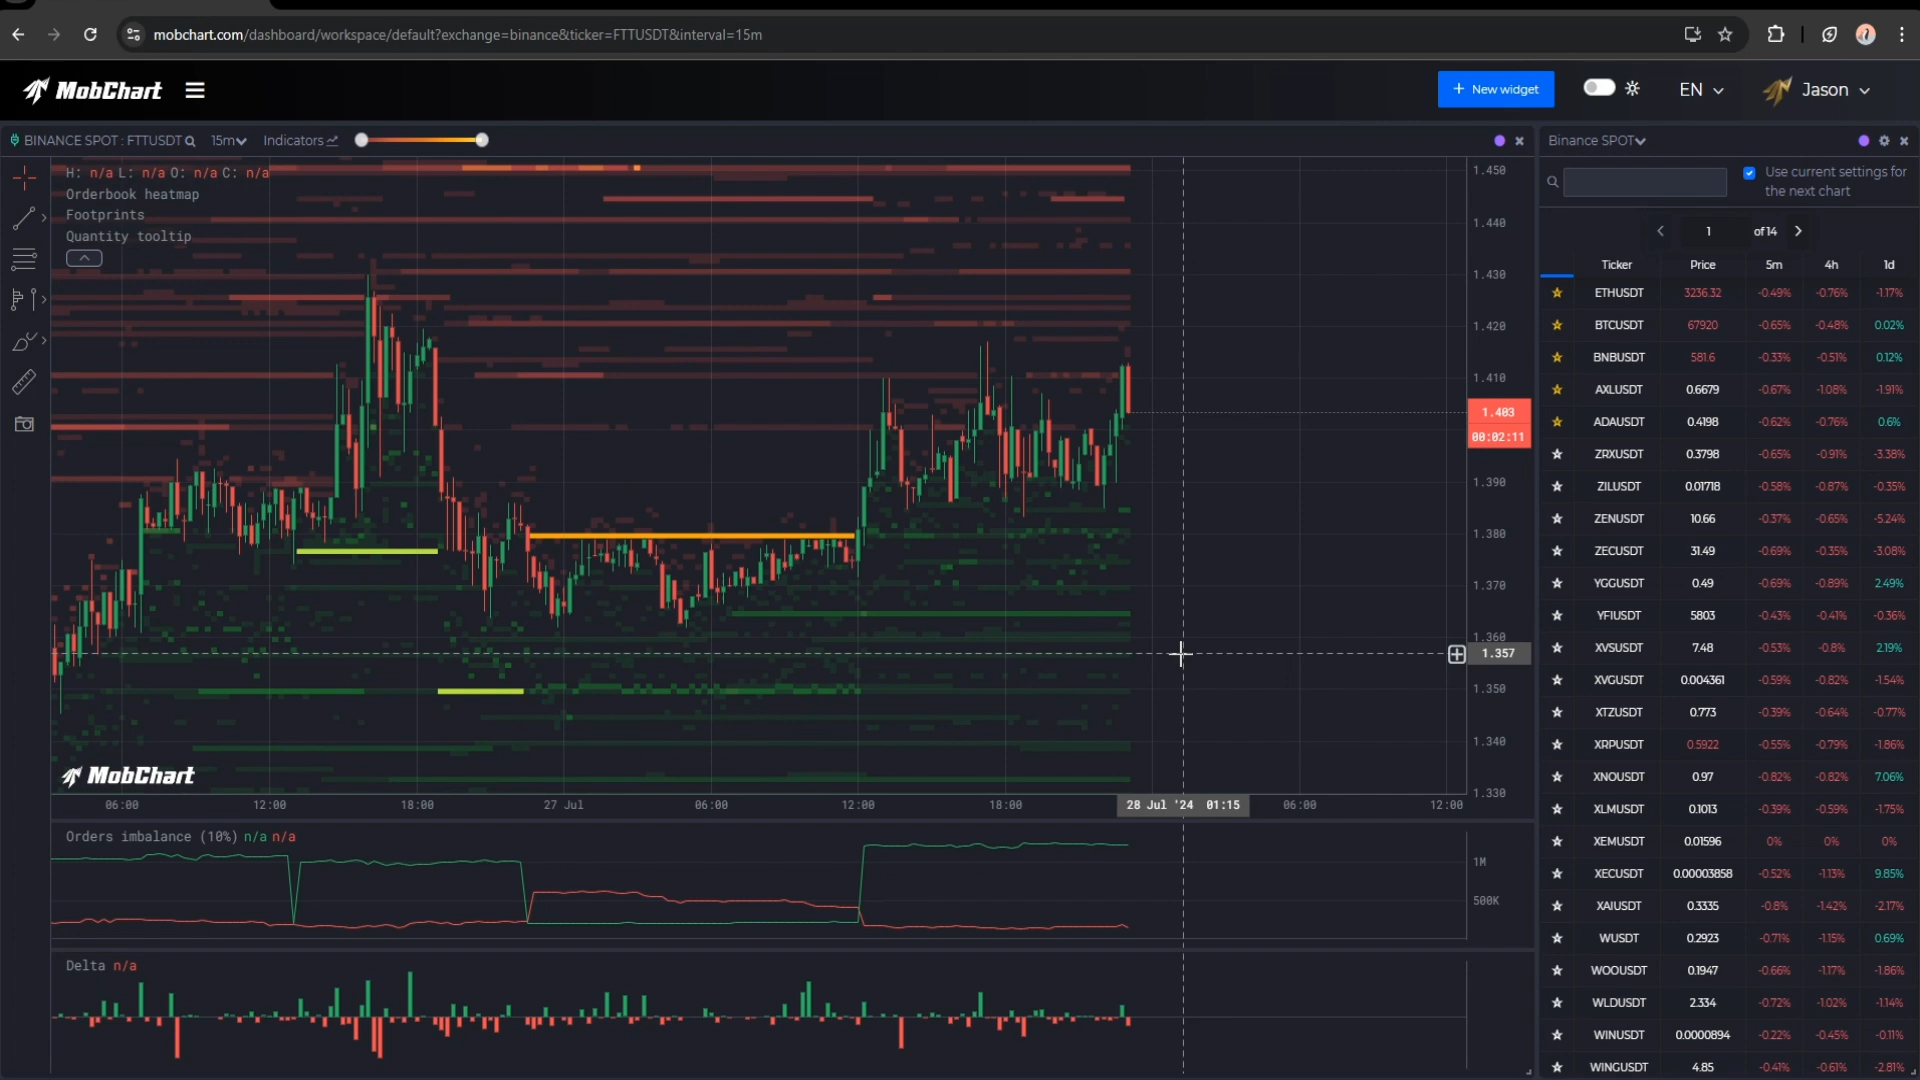 mobchart.com/dashboard/workspace/default?exchange=binance&ticker=FTTUSDT&interval=15m
MobChart
+ New widget
EN
Jason
BINANCE SPOT : FTTUSDT
15m
Indicators
Binance SPOT
H: n/a L: n/a O: n/a C: n/a
Orderbook heatmap
Footprints
Quantity tooltip
1.450
1.440
1.430
1.420
1.410
1.403
00:02:11
1.390
1.380
1.370
1.360
1.357
1.350
1.340
1.330
MobChart
06:00
12:00
18:00
27 Jul
06:00
12:00
18:00
28 Jul '24 01:15
06:00
12:00
Orders imbalance (10%) n/a n/a
1M
500K
Delta n/a
Use current settings for
the next chart
1 of 14
Ticker Price 5m 4h 1d
ETHUSDT 3236.32 -0.49% -0.76% -1.17%
BTCUSDT 67920 -0.65% -0.48% 0.02%
BNBUSDT 581.6 -0.33% -0.51% 0.12%
AXLUSDT 0.6679 -0.67% -1.08% -1.91%
ADAUSDT 0.4198 -0.62% -0.76% 0.6%
ZRXUSDT 0.3798 -0.65% -0.91% -3.38%
ZILUSDT 0.01718 -0.58% -0.87% -0.35%
ZENUSDT 10.66 -0.37% -0.65% -5.24%
ZECUSDT 31.49 -0.69% -0.35% -3.08%
YGGUSDT 0.49 -0.69% -0.89% 2.49%
YFIUSDT 5803 -0.43% -0.41% -0.36%
XVSUSDT 7.48 -0.53% -0.8% 2.19%
XVGUSDT 0.004361 -0.59% -0.82% -1.54%
XTZUSDT 0.773 -0.39% -0.64% -0.77%
XRPUSDT 0.5922 -0.55% -0.79% -1.86%
XNOUSDT 0.97 -0.82% -0.82% 7.06%
XLMUSDT 0.1013 -0.39% -0.59% -1.75%
XEMUSDT 0.01596 0% 0% 0%
XECUSDT 0.00003858 -0.52% -1.13% 9.85%
XAIUSDT 0.3335 -0.8% -1.42% -2.17%
WUSDT 0.2923 -0.71% -1.15% 0.69%
WOOUSDT 0.1947 -0.66% -1.17% -1.86%
WLDUSDT 2.334 -0.72% -1.02% -1.14%
WINUSDT 0.0000894 -0.22% -0.45% -0.11%
WINGUSDT 4.85 -0.41% -0.61% -2.81%